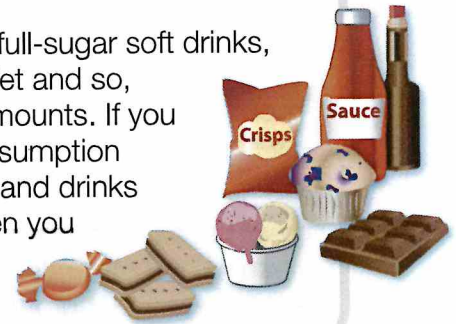 full-sugar soft drinks,
et and so,
mounts. If you
sumption
and drinks
en you
Sauce
Crisps